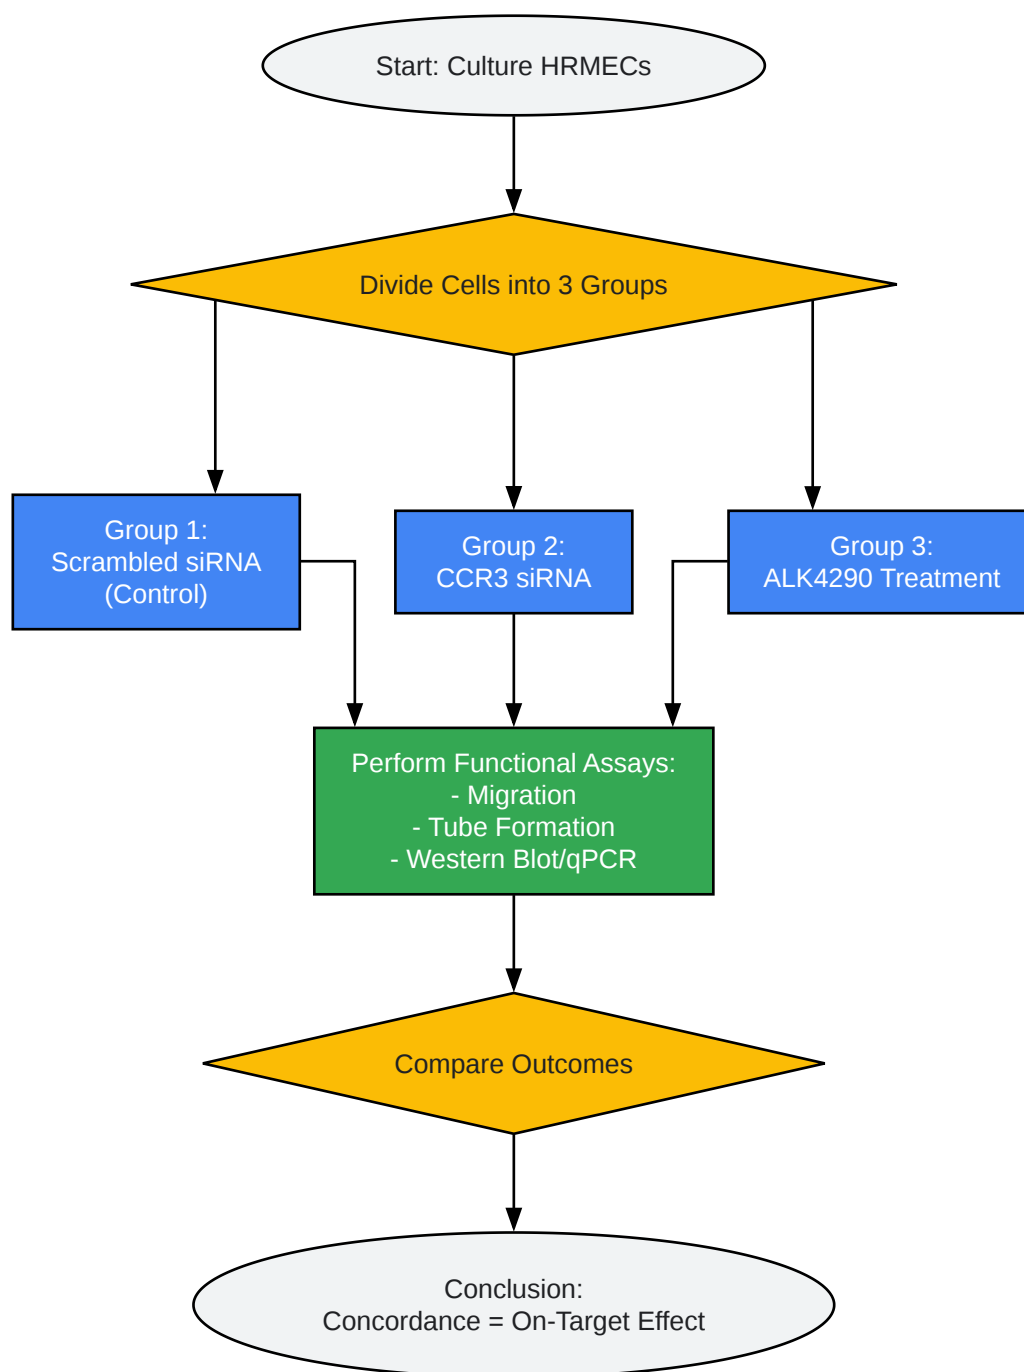 Start: Culture HRMECs
Divide Cells into 3 Groups
Group 1:
Scrambled siRNA
(Control)
Group 2:
CCR3 siRNA
Group 3:
ALK4290 Treatment
Perform Functional Assays:
- Migration
- Tube Formation
- Western Blot/qPCR
Compare Outcomes
Conclusion:
Concordance = On-Target Effect